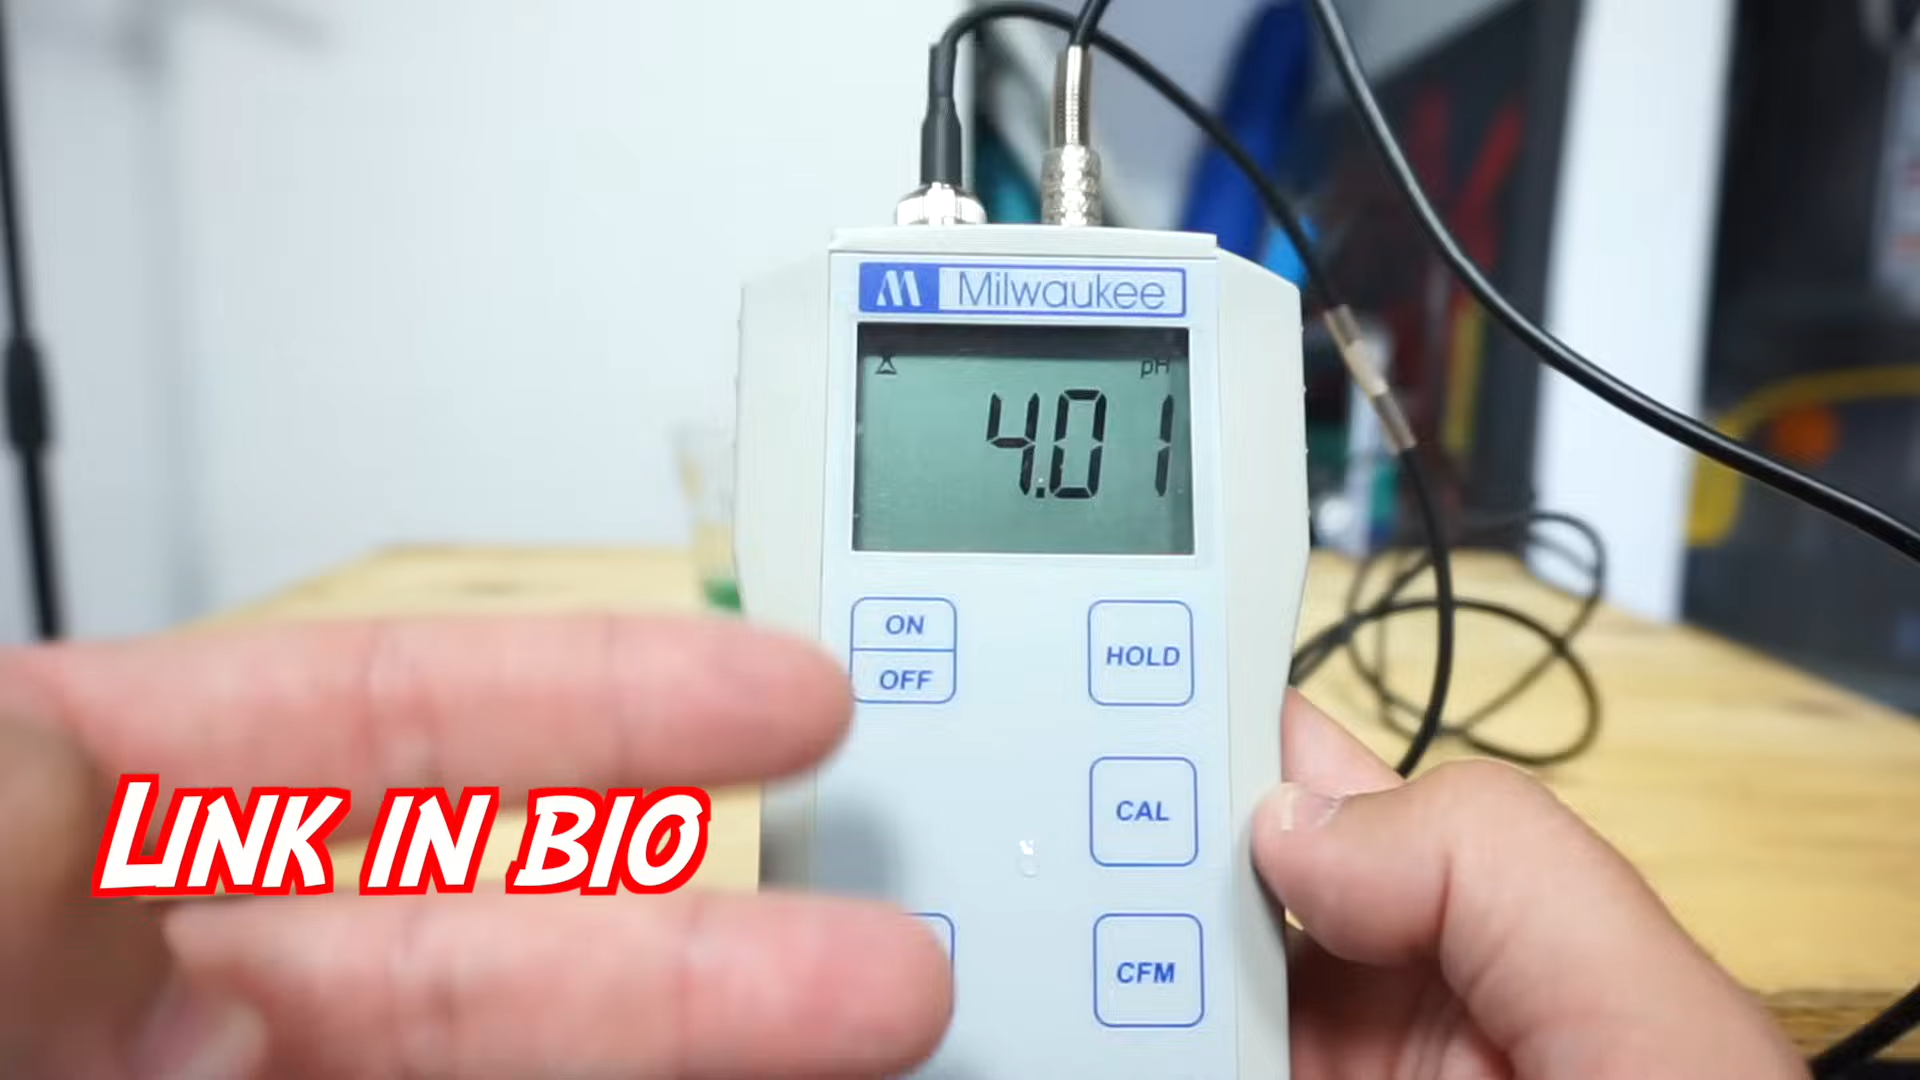 Milwaukee
pH
4.01
ON
OFF
HOLD
CAL
CFM
LINK IN BIO